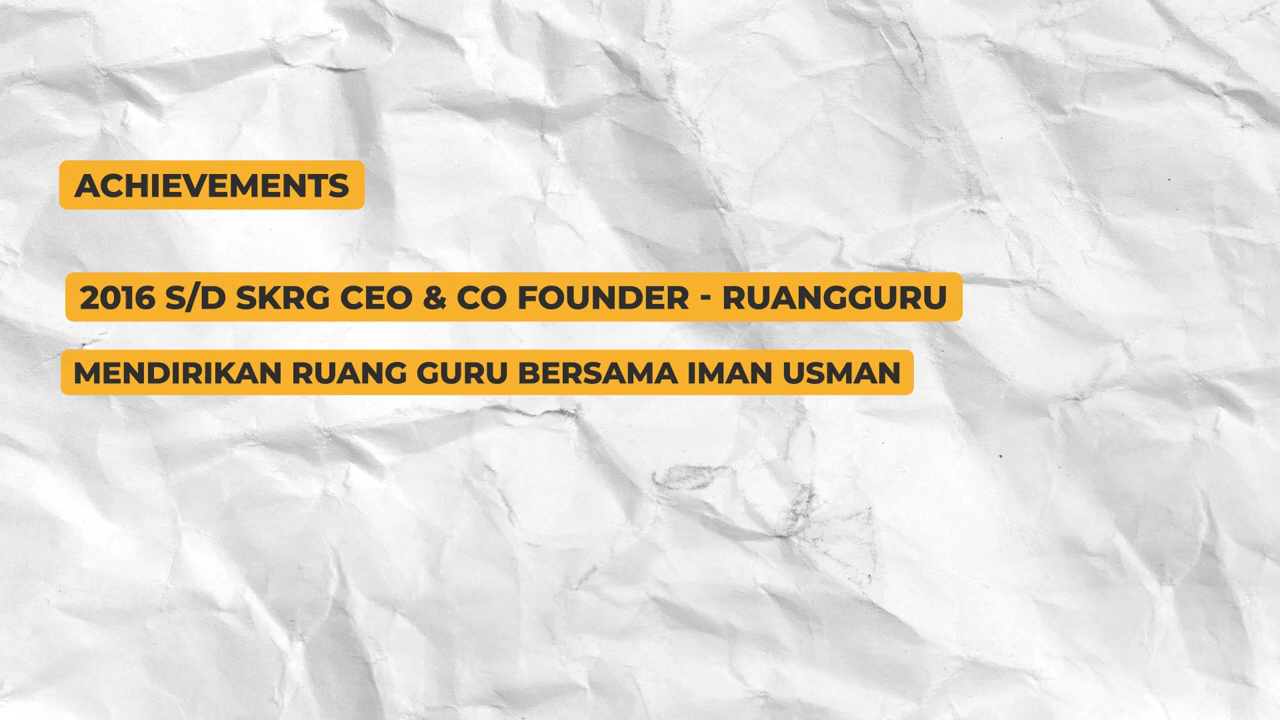 ACHIEVEMENTS
2016 S/D SKRG CEO & CO FOUNDER - RUANGGURU
MENDIRIKAN RUANG GURU BERSAMA IMAN USMAN